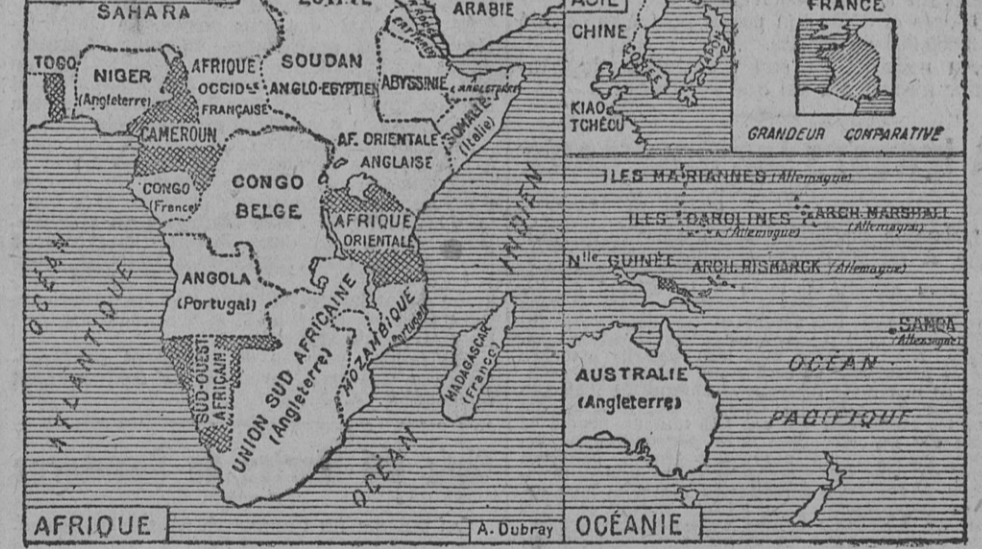 SAHARA
ARABIE
TOGO
NIGER
(Angleterre)
AFRIQUE
OCCIDLE
FRANÇAISE
SOUDAN
ANGLO-EGYPTIEN
ABYSSINIE
SOMALIE
(Italie)
CAMEROUN
AF. ORIENTALE
ANGLAISE
CONGO
(France)
CONGO
BELGE
AFRIQUE
ORIENTALE
ANGOLA
(Portugal)
UNION SUD AFRICAINE
(Angleterre)
MOZAMBIQUE
Portugal
SUD-OUEST
AFRICAIN
MADAGASCAR
(France)
OCÉAN
ATLANTIQUE
OCÉAN
INDIEN
AFRIQUE
A. Dubray
ASIE
CHINE
CORÉE
JAPON
KIAO-
TCHÉOU
FRANCE
GRANDEUR COMPARATIVE
ILES MARIANNES (Allemagne)
ILES CAROLINES
(Allemagne)
ARCH. MARSHALL
(Allemagne)
Nlle GUINÉE
ARCH. BISMARCK (Allemagne)
SAMOA
(Allemagne)
AUSTRALIE
(Angleterre)
OCÉAN
PACIFIQUE
OCÉANIE